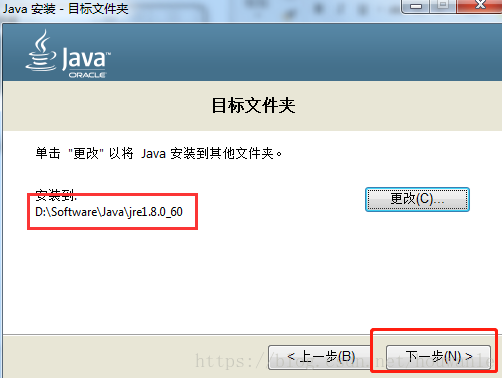 Java 安装 - 目标文件夹
Java
ORACLE
目标文件夹
单击 "更改" 以将 Java 安装到其他文件夹。
安装到:
D:\Software\Java\jre1.8.0_60
更改(C)...
< 上一步(B)
下一步(N) >